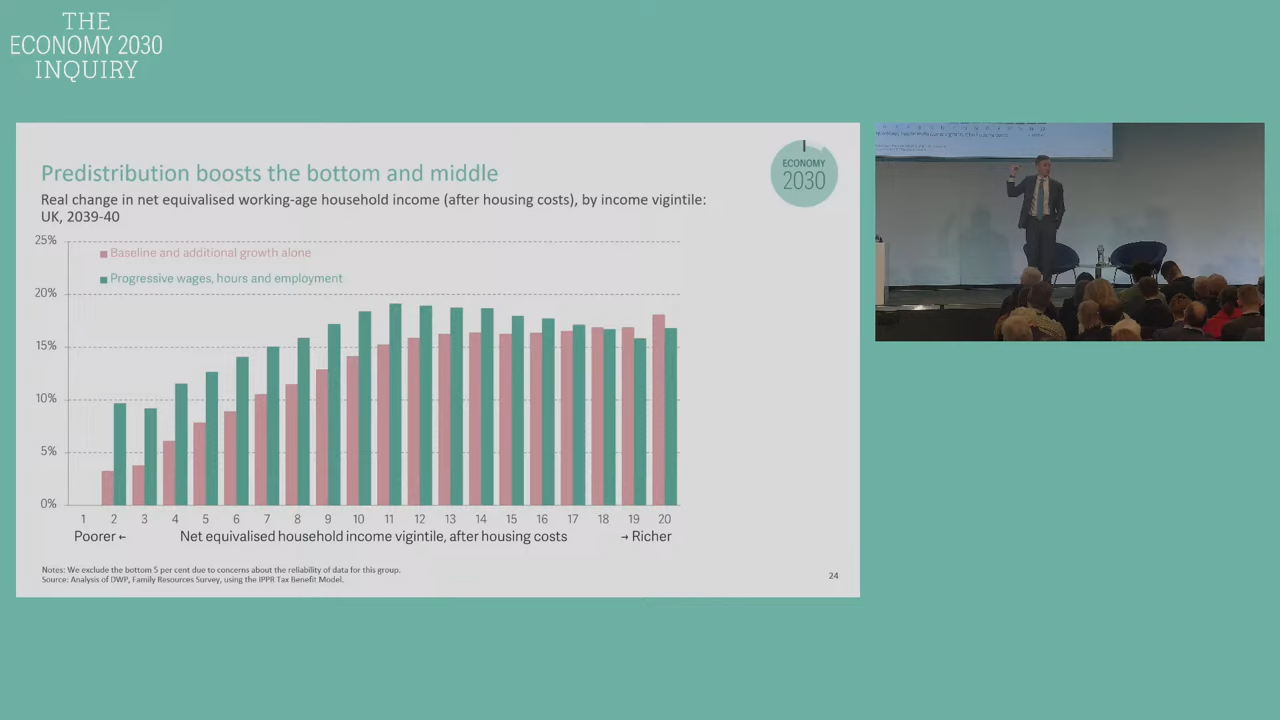 THE
ECONOMY 2030
INQUIRY
Predistribution boosts the bottom and middle
ECONOMY
2030
Real change in net equivalised working-age household income (after housing costs), by income vigintile:
UK, 2039-40
25%
Baseline and additional growth alone
Progressive wages, hours and employment
20%
15%
10%
5%
0%
1 2 3 4 5 6 7 8 9 10 11 12 13 14 15 16 17 18 19 20
Poorer ← Net equivalised household income vigintile, after housing costs → Richer
Notes: We exclude the bottom 5 per cent due to concerns about the reliability of data for this group.
Source: Analysis of DWP, Family Resources Survey, using the IPPR Tax Benefit Model.
24